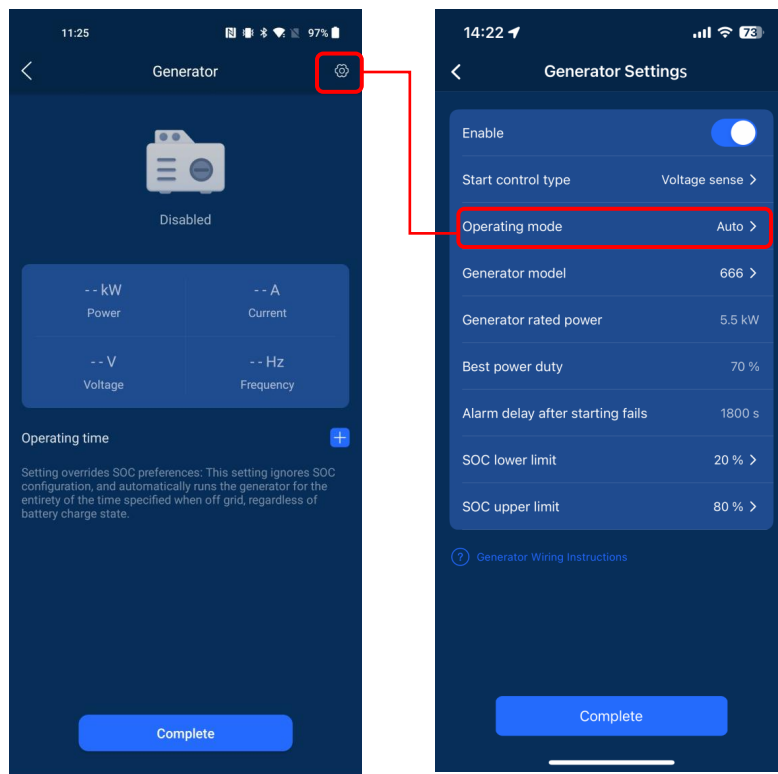 11:25
97%
Generator
Disabled
- - kW
Power
- - A
Current
- - V
Voltage
- - Hz
Frequency
Operating time
Setting overrides SOC preferences: This setting ignores SOC
configuration, and automatically runs the generator for the
entirety of the time specified when off grid, regardless of
battery charge state.
Complete
14:22
73
Generator Settings
Enable
Start control type
Voltage sense
Operating mode
Auto
Generator model
666
Generator rated power
5.5 kW
Best power duty
70 %
Alarm delay after starting fails
1800 s
SOC lower limit
20 %
SOC upper limit
80 %
? Generator Wiring Instructions
Complete